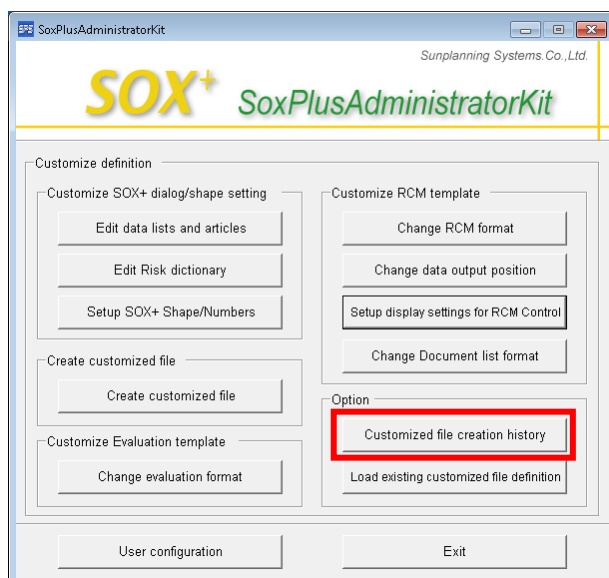 SoxPlusAdministratorKit
Sunplanning Systems.Co.,Ltd.
SOX+ SoxPlusAdministratorKit
Customize definition
Customize SOX+ dialog/shape setting
Edit data lists and articles
Edit Risk dictionary
Setup SOX+ Shape/Numbers
Create customized file
Create customized file
Customize Evaluation template
Change evaluation format
Customize RCM template
Change RCM format
Change data output position
Setup display settings for RCM Control
Change Document list format
Option
Customized file creation history
Load existing customized file definition
User configuration
Exit